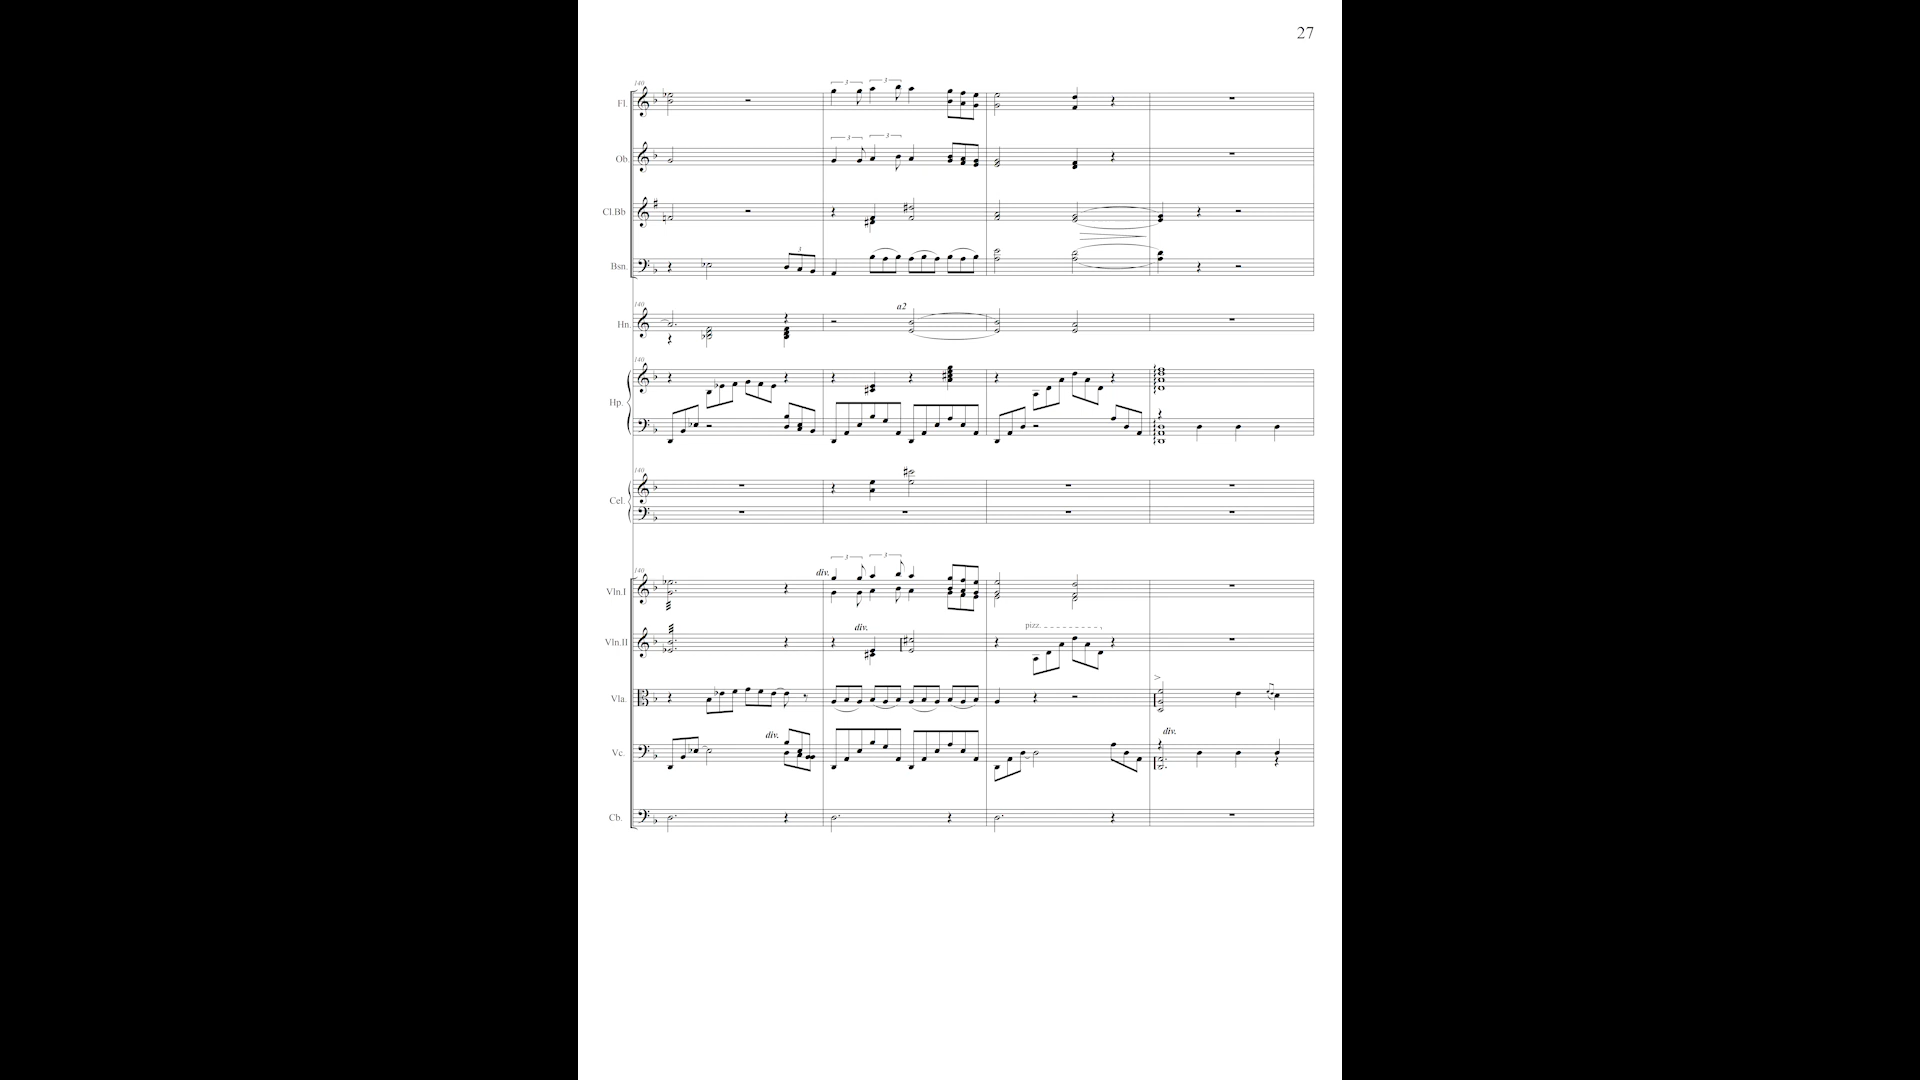 27
140
3 3
Fl.
3 3
Ob.
Cl.Bb
3
Bsn.
140
a2
Hn.
140
Hp.
140
Cel.
3 3
140
div.
Vln.I
pizz.
div.
Vln.II
Vla.
div.
div.
Vc.
Cb.